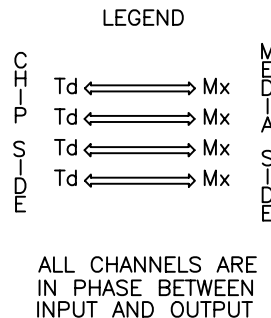 LEGEND
CHIP SIDE
Td Mx
Td Mx
Td Mx
Td Mx
MEDIA SIDE
ALL CHANNELS ARE
IN PHASE BETWEEN
INPUT AND OUTPUT